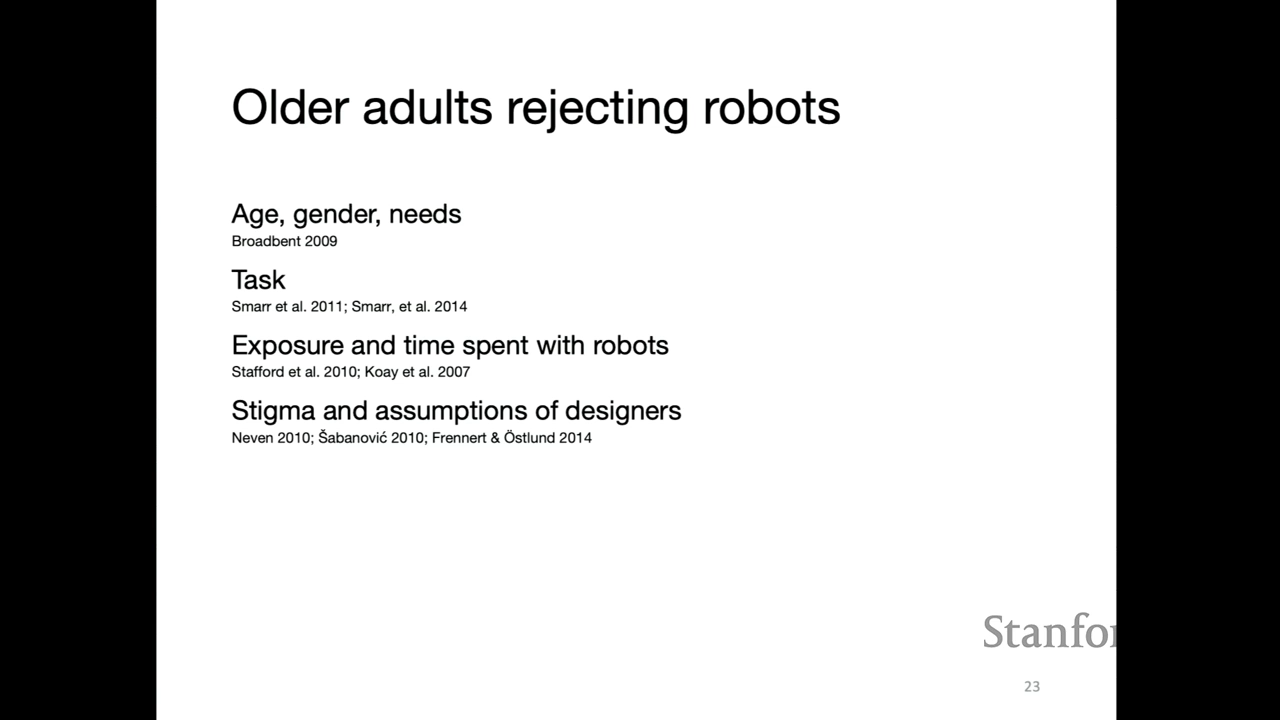 Older adults rejecting robots
Age, gender, needs
Broadbent 2009
Task
Smarr et al. 2011; Smarr, et al. 2014
Exposure and time spent with robots
Stafford et al. 2010; Koay et al. 2007
Stigma and assumptions of designers
Neven 2010; Šabanović 2010; Frennert & Östlund 2014
Stanfor
23